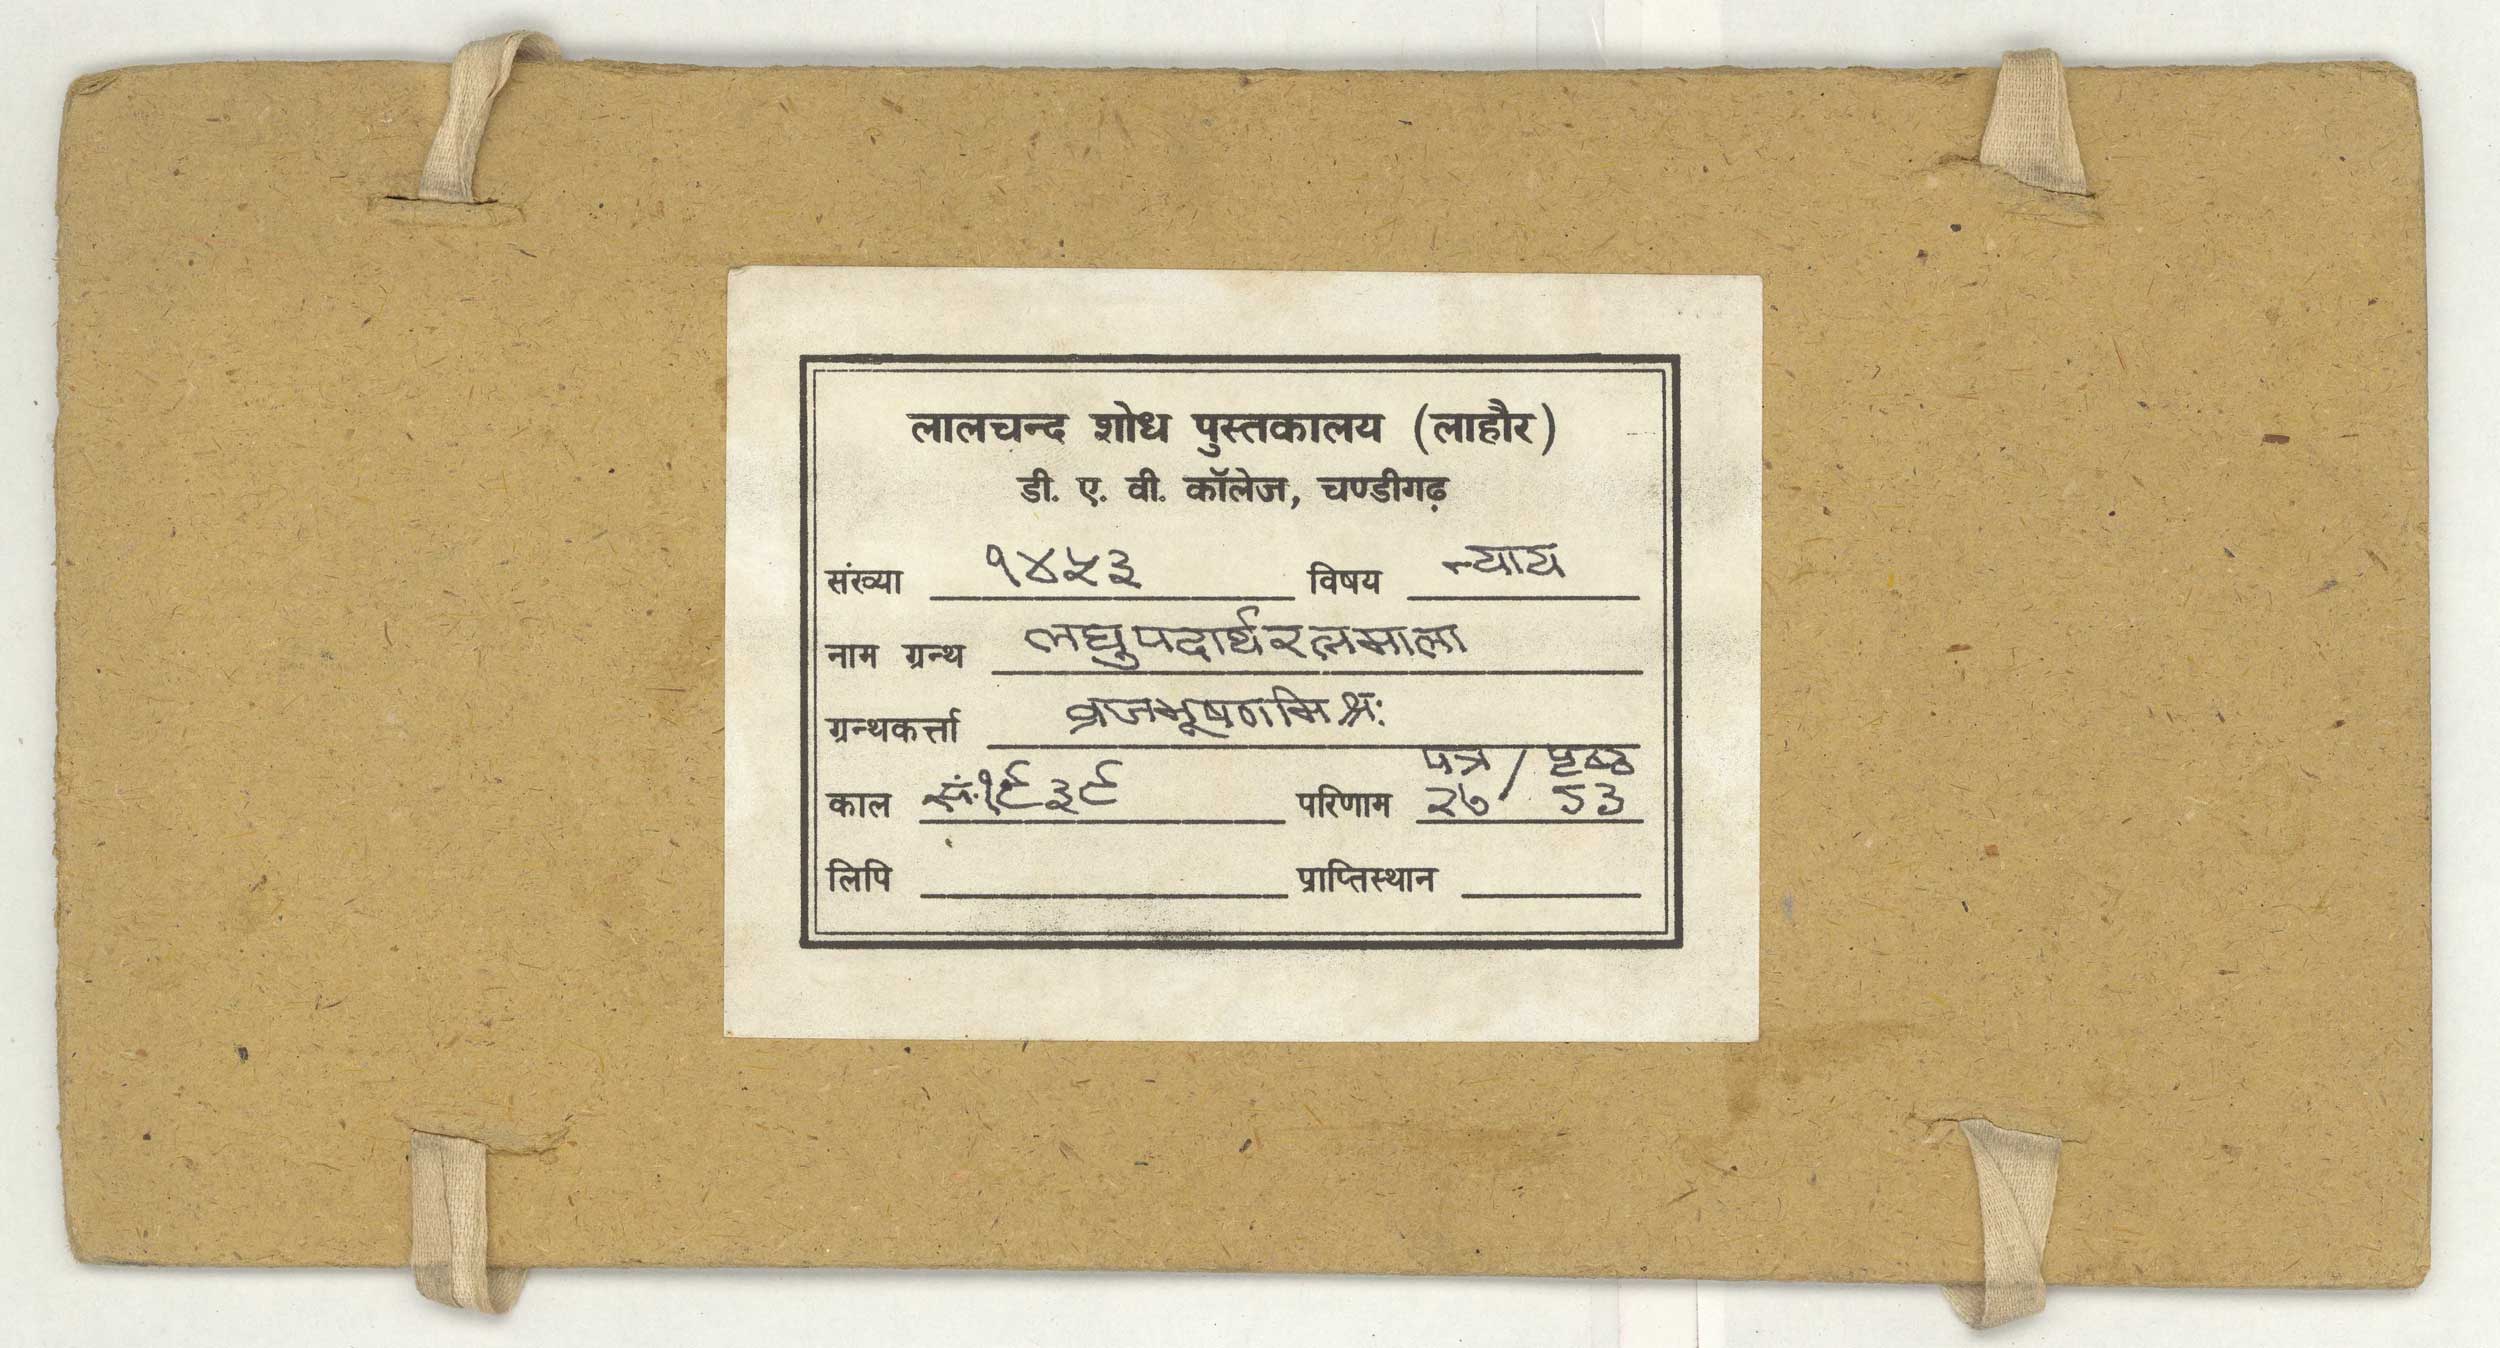 लालचन्द शोध पुस्तकालय (लाहौर)
डी. ए. वी. कॉलेज, चण्डीगढ़
संख्या १४५३ विषय न्याय
नाम ग्रन्थ लघुपदार्थरत्नमाला
ग्रन्थकर्त्ता व्रजभूषणमिश्रः
पत्र / पृष्ठ
काल सं.१९३९ परिणाम २७ / 53
लिपि प्राप्तिस्थान